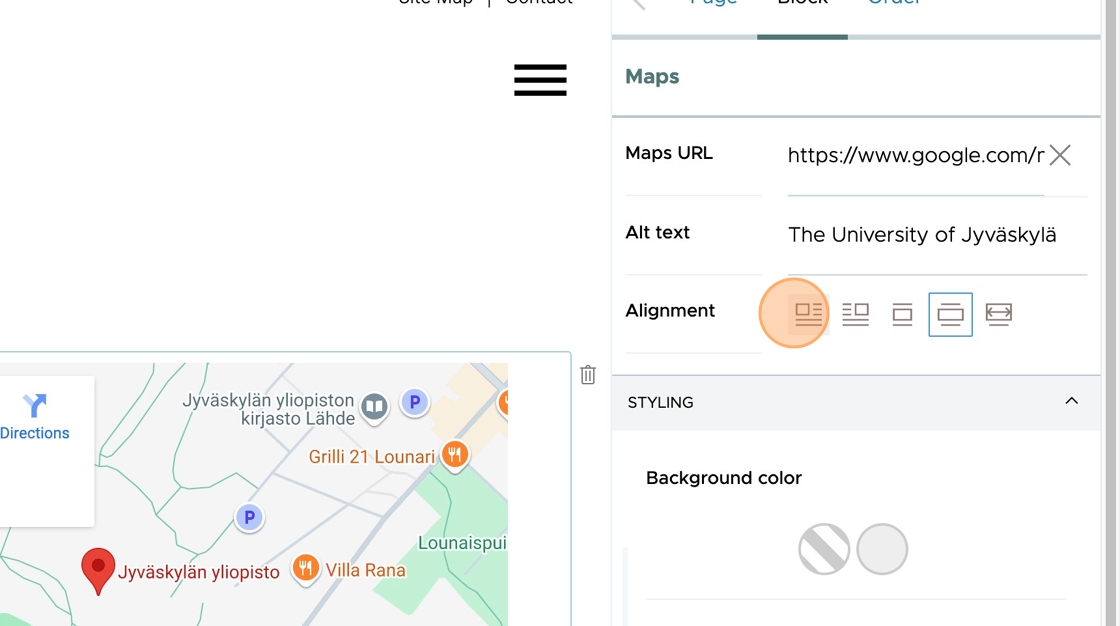 Site Map | Contact
Page Block Order
Maps
Maps URL
https://www.google.com/r
Alt text
The University of Jyväskylä
Alignment
STYLING
Background color
Directions
Jyväskylän yliopiston
kirjasto Lähde
P
Grilli 21 Lounari
P
Lounaispui
Jyväskylän yliopisto
Villa Rana